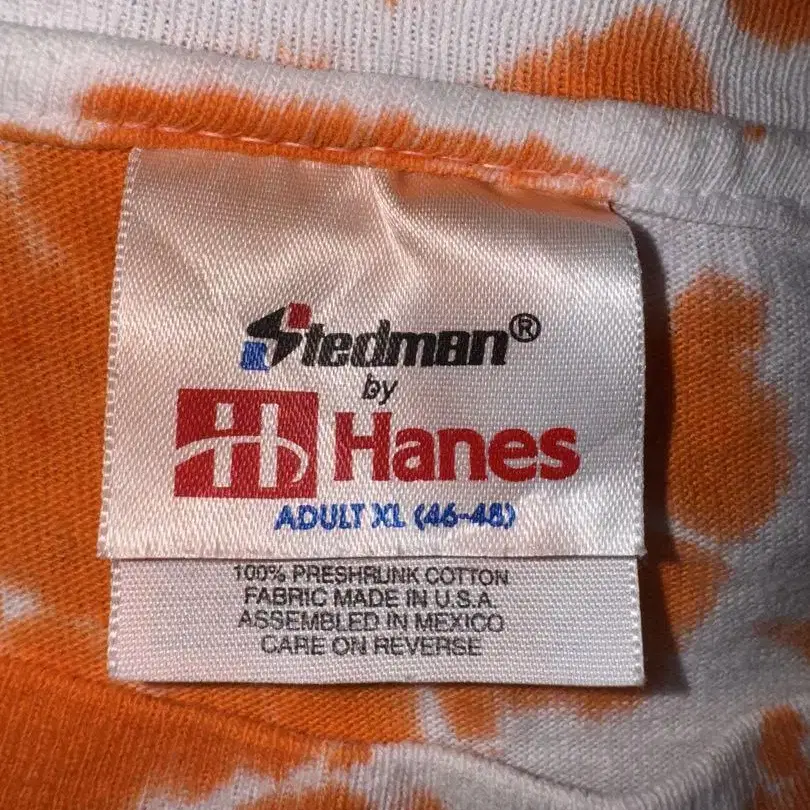 Stedman®
by
Hanes
ADULT XL (46-48)
100% PRESHRUNK COTTON
FABRIC MADE IN U.S.A.
ASSEMBLED IN MEXICO
CARE ON REVERSE